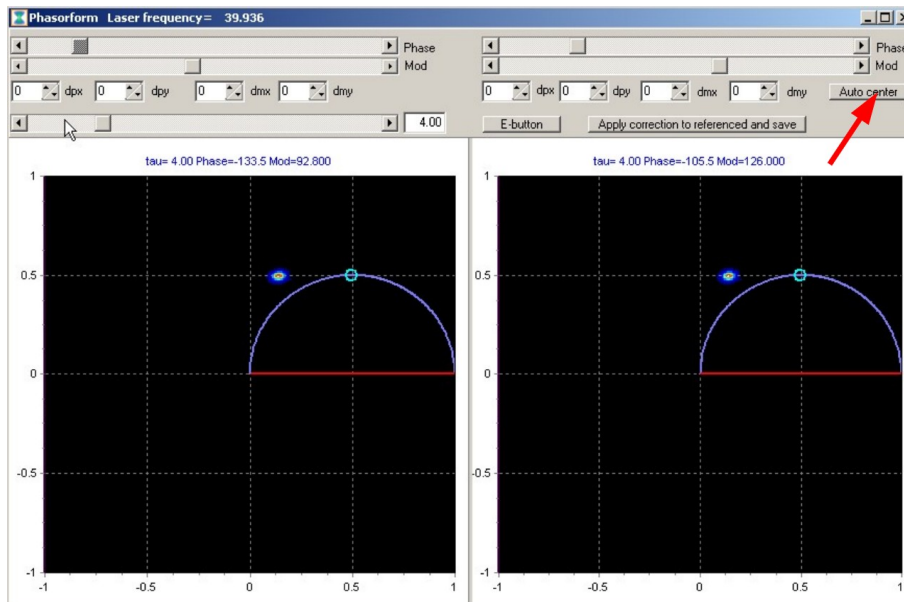 Phasorform Laser frequency= 39.936
Phase
Mod
0 dpx 0 dpy 0 dmx 0 dmy
4.00
Phase
Mod
0 dpx 0 dpy 0 dmx 0 dmy Auto center
E-button Apply correction to referenced and save
tau= 4.00 Phase=-133.5 Mod=92.800
1
0.5
0
-0.5
-1
-1 -0.5 0 0.5 1
tau= 4.00 Phase=-105.5 Mod=126.000
1
0.5
0
-0.5
-1
-1 -0.5 0 0.5 1